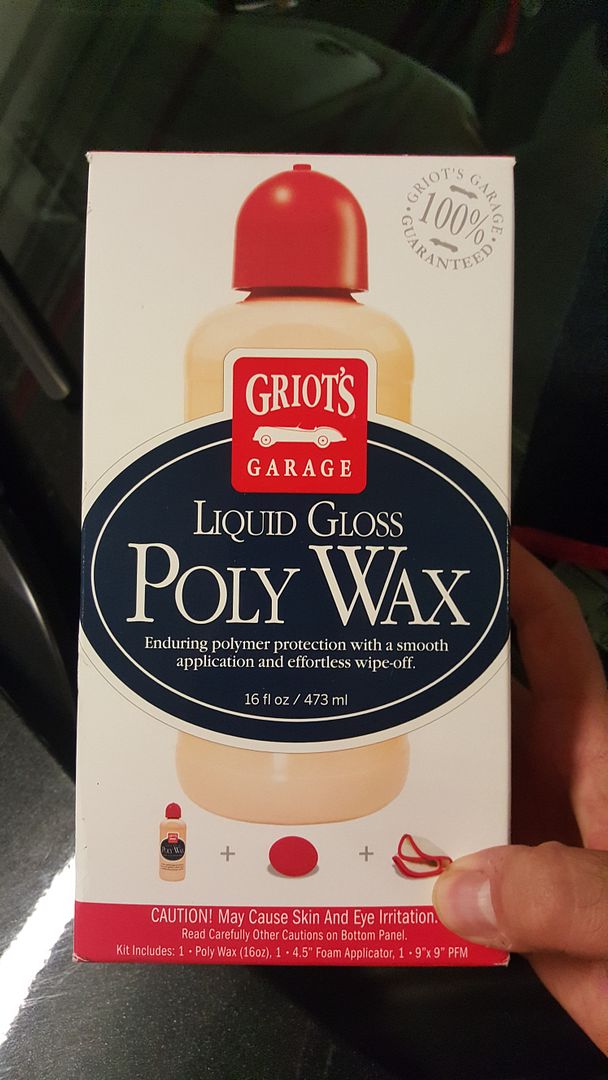 GRIOT'S GARAGE
100%
GUARANTEED
GRIOT'S
GARAGE
LIQUID GLOSS
POLY WAX
Enduring polymer protection with a smooth
application and effortless wipe-off.
16 fl oz / 473 ml
POLY WAX
+ +
CAUTION! May Cause Skin And Eye Irritation.
Read Carefully Other Cautions on Bottom Panel.
Kit Includes: 1 • Poly Wax (16oz), 1 • 4.5" Foam Applicator, 1 • 9"x 9" PFM